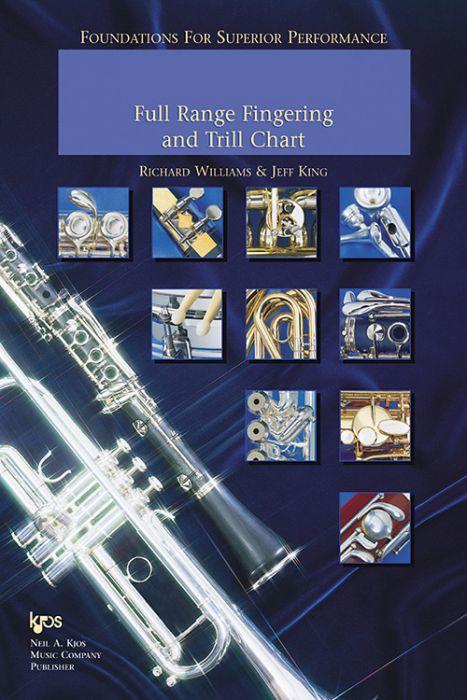 FOUNDATIONS FOR SUPERIOR PERFORMANCE
Full Range Fingering
and Trill Chart
RICHARD WILLIAMS & JEFF KING
kjos
NEIL A. KJOS
MUSIC COMPANY
PUBLISHER